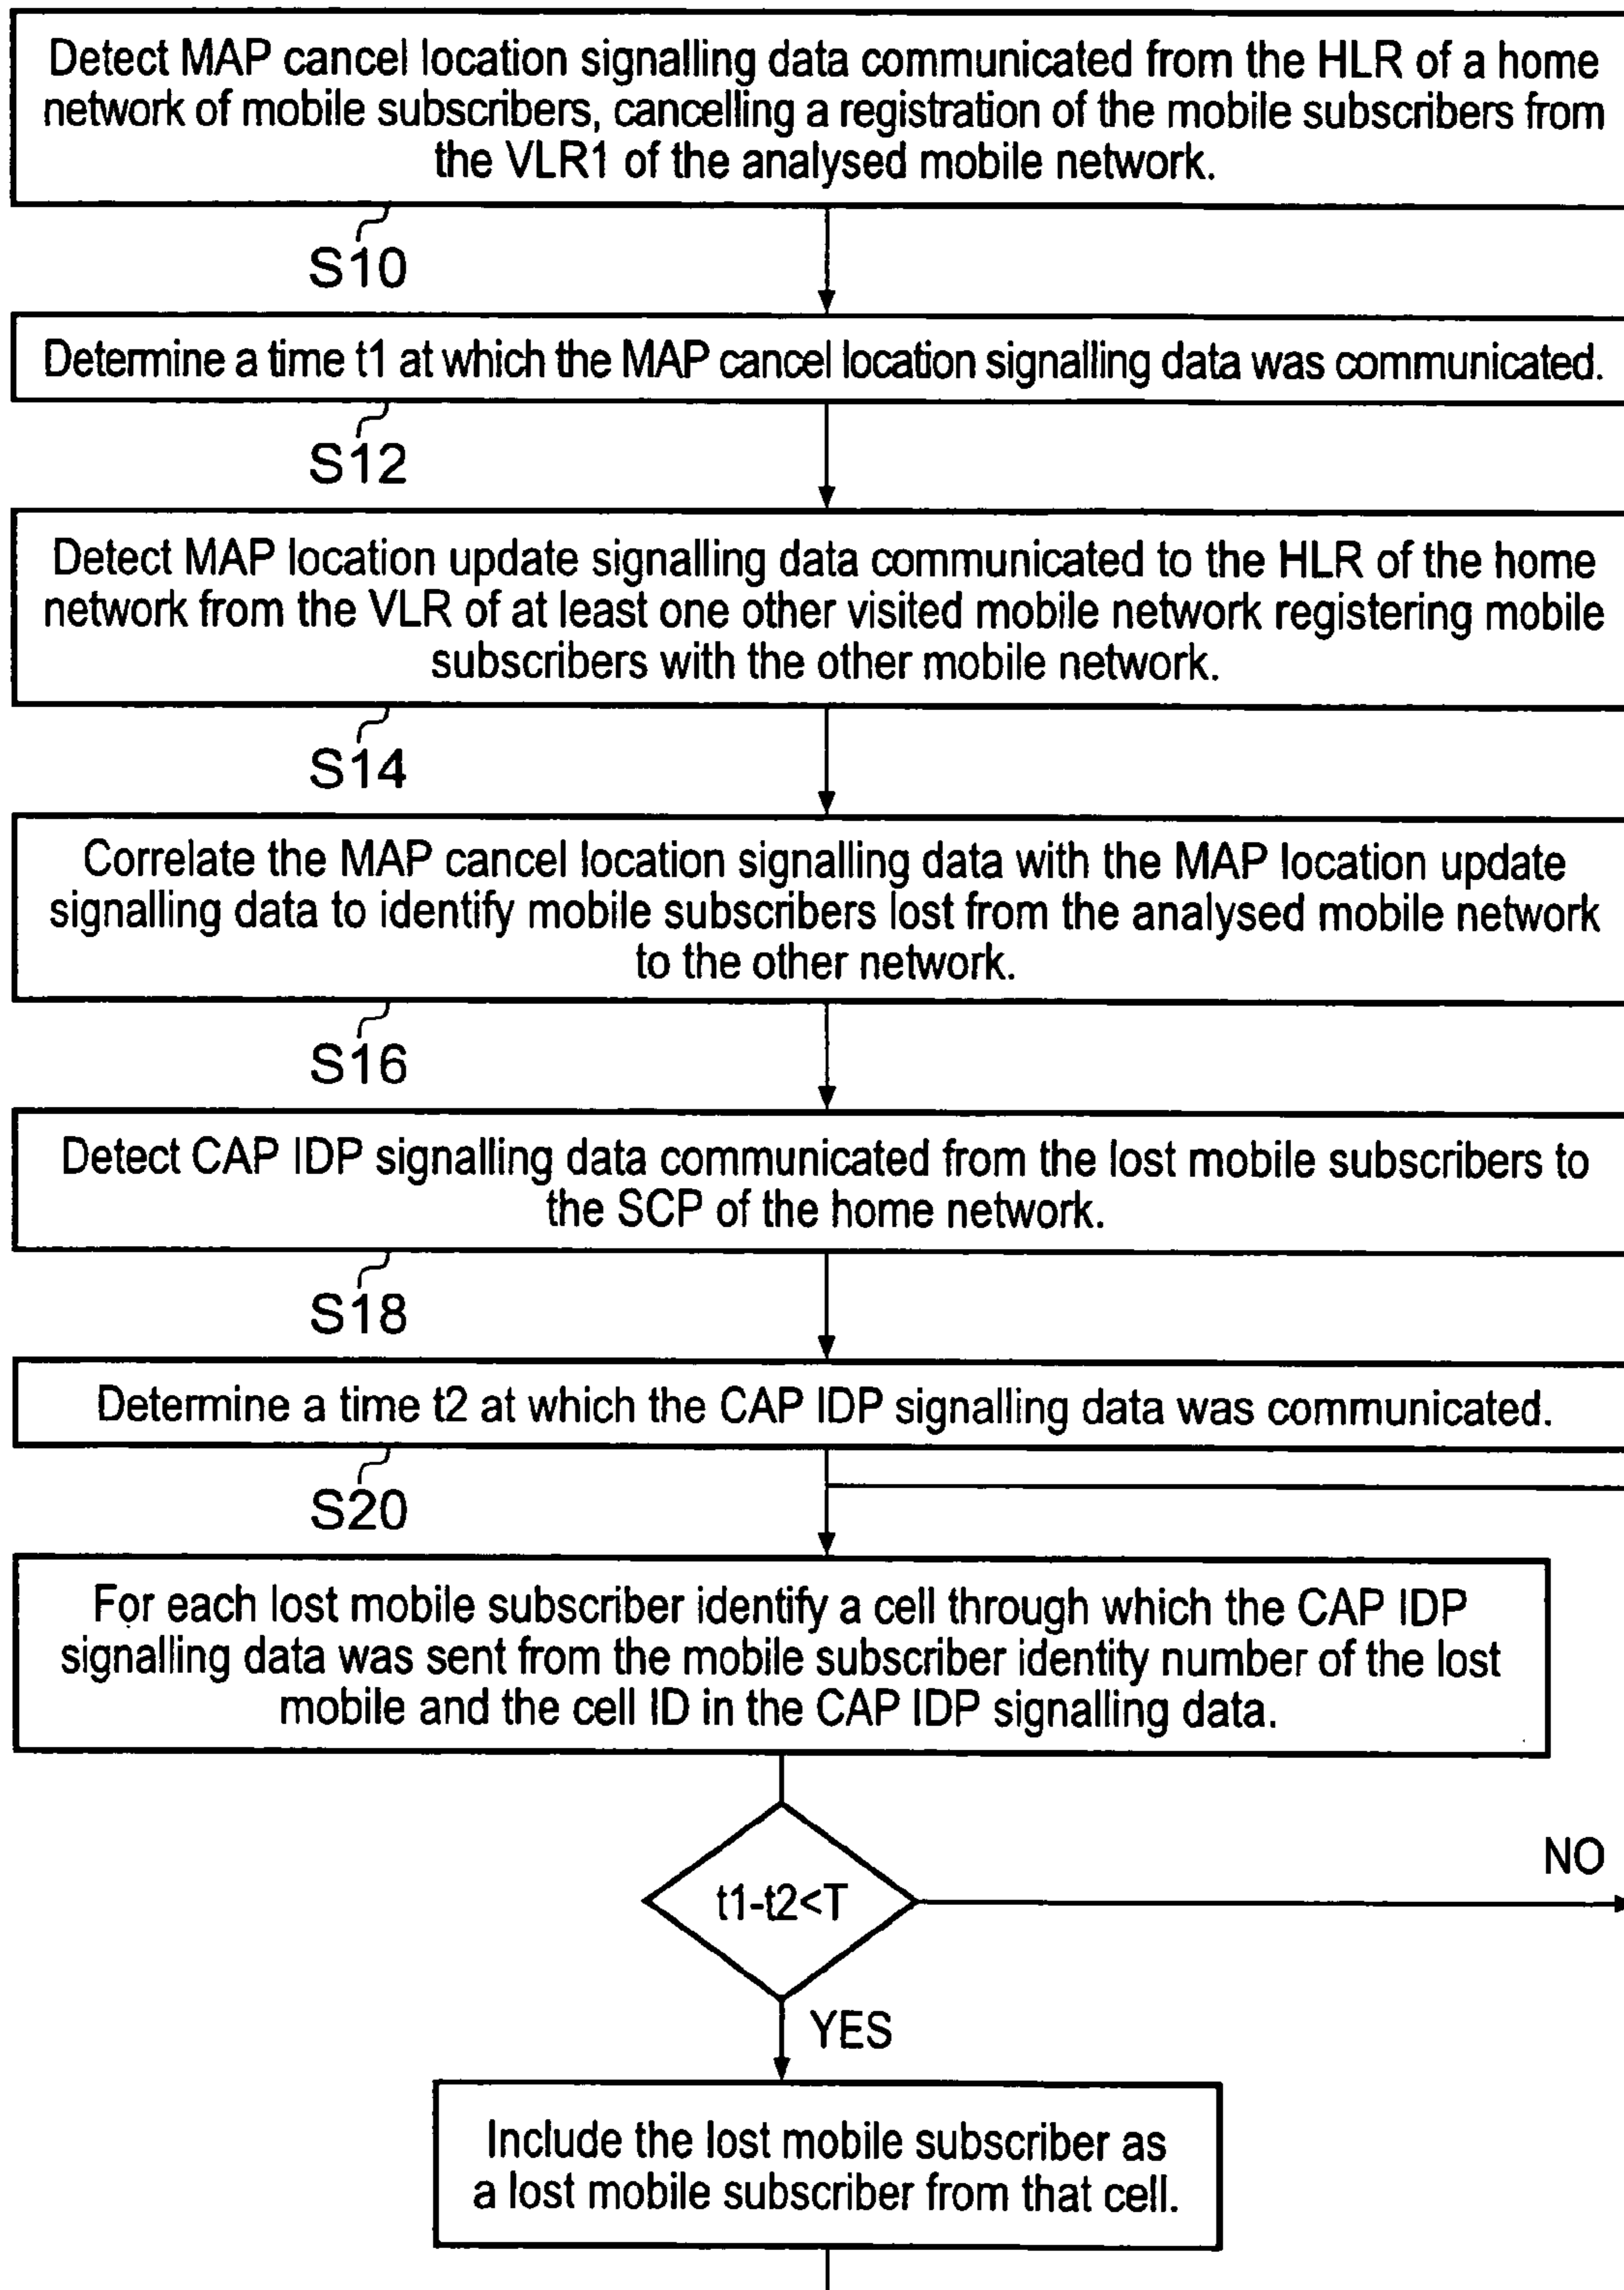 Detect MAP cancel location signalling data communicated from the HLR of a home
network of mobile subscribers, cancelling a registration of the mobile subscribers from
the VLR1 of the analysed mobile network.
S10
Determine a time t1 at which the MAP cancel location signalling data was communicated.
S12
Detect MAP location update signalling data communicated to the HLR of the home
network from the VLR of at least one other visited mobile network registering mobile
subscribers with the other mobile network.
S14
Correlate the MAP cancel location signalling data with the MAP location update
signalling data to identify mobile subscribers lost from the analysed mobile network
to the other network.
S16
Detect CAP IDP signalling data communicated from the lost mobile subscribers to
the SCP of the home network.
S18
Determine a time t2 at which the CAP IDP signalling data was communicated.
S20
For each lost mobile subscriber identify a cell through which the CAP IDP
signalling data was sent from the mobile subscriber identity number of the lost
mobile and the cell ID in the CAP IDP signalling data.
NO
t1-t2<T
YES
Include the lost mobile subscriber as
a lost mobile subscriber from that cell.